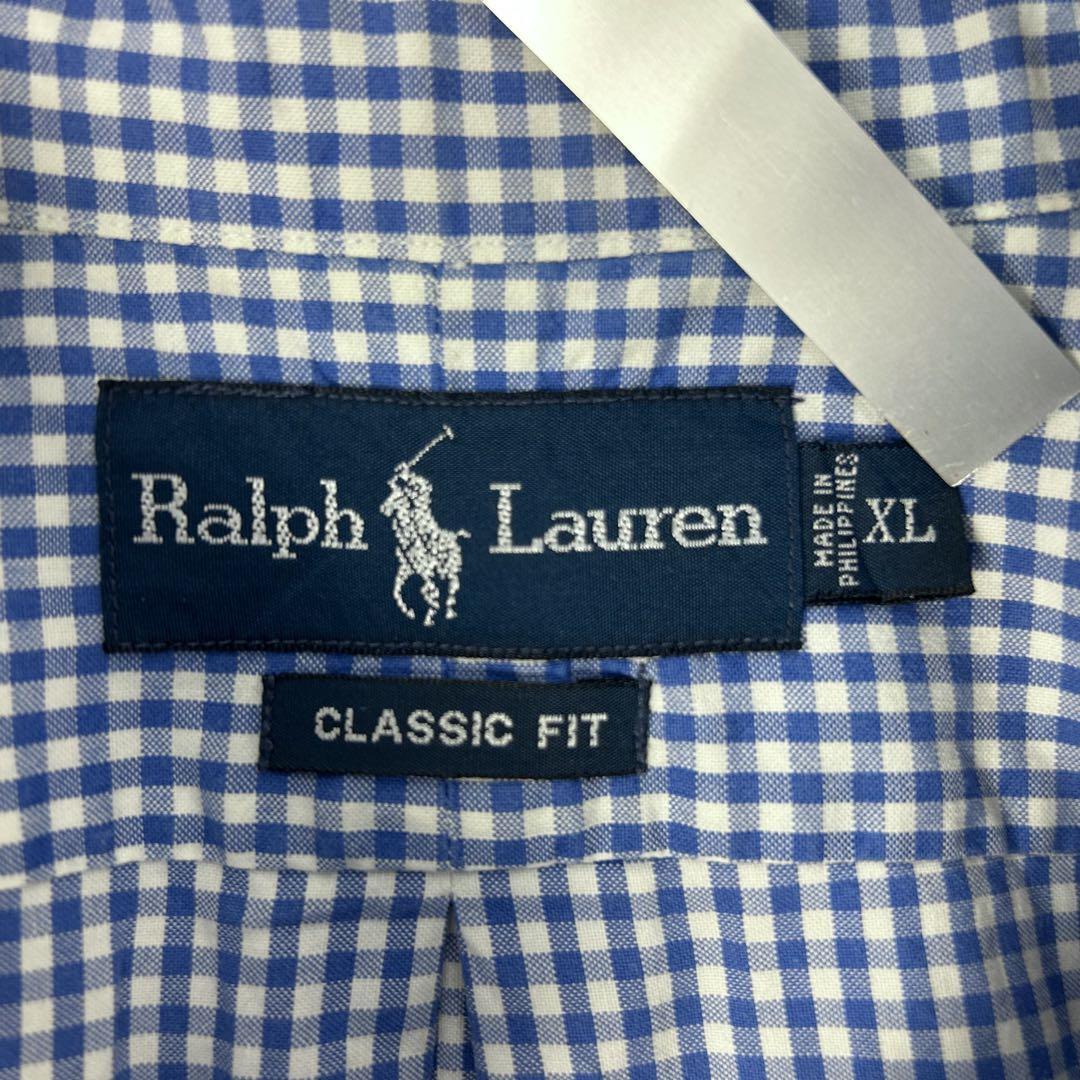 Ralph Lauren
MADE IN
PHILIPPINES
XL
CLASSIC FIT